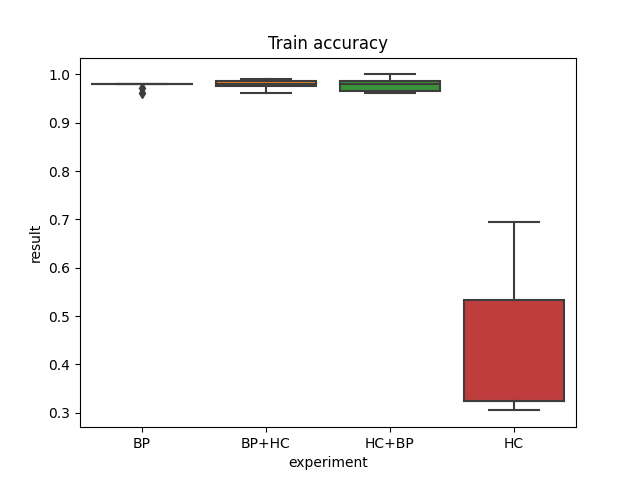 Train accuracy
1.0
0.9
0.8
0.7
0.6
0.5
0.4
0.3
result
BP
BP+HC
HC+BP
HC
experiment